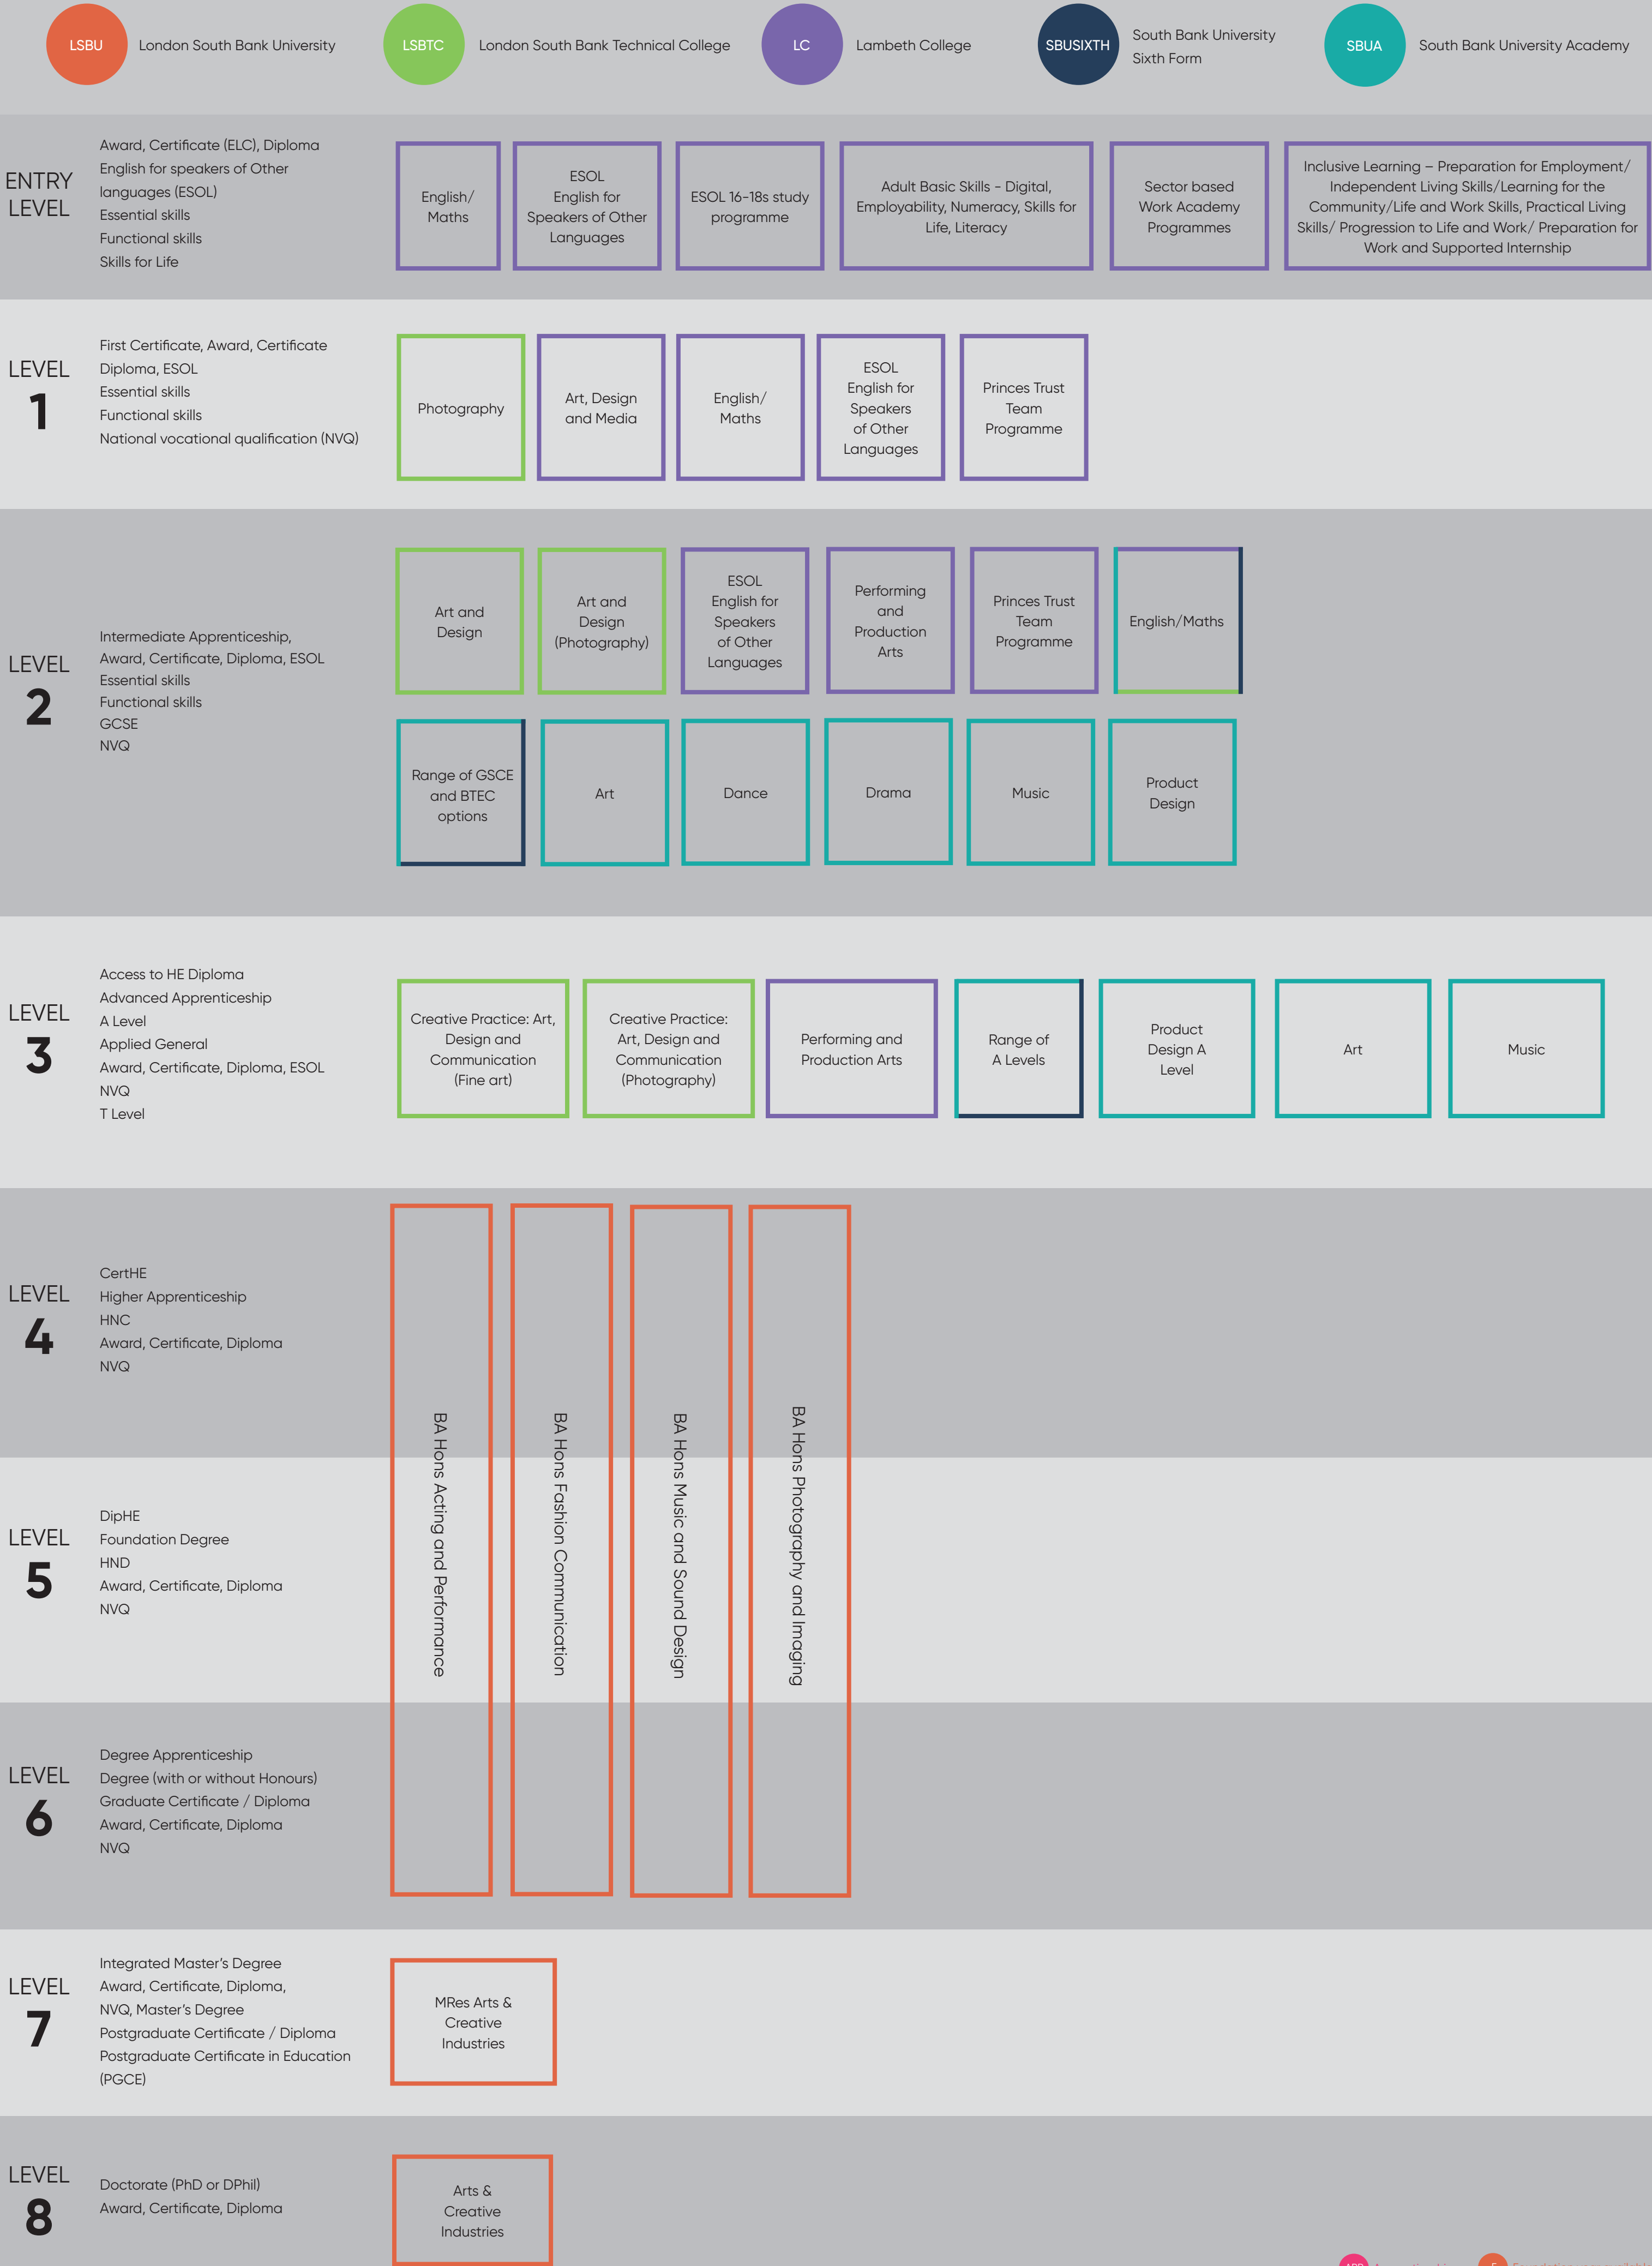 LSBU London South Bank University
LSBTC London South Bank Technical College
LC Lambeth College
SBUSIXTH South Bank University
Sixth Form
SBUA South Bank University Academy
ENTRY
LEVEL
Award, Certificate (ELC), Diploma
English for speakers of Other
languages (ESOL)
Essential skills
Functional skills
Skills for Life
English/
Maths
ESOL
English for
Speakers of Other
Languages
ESOL 16-18s study
programme
Adult Basic Skills - Digital,
Employability, Numeracy, Skills for
Life, Literacy
Sector based
Work Academy
Programmes
Inclusive Learning – Preparation for Employment/
Independent Living Skills/Learning for the
Community/Life and Work Skills, Practical Living
Skills/ Progression to Life and Work/ Preparation for
Work and Supported Internship
LEVEL
1
First Certificate, Award, Certificate
Diploma, ESOL
Essential skills
Functional skills
National vocational qualification (NVQ)
Photography
Art, Design
and Media
English/
Maths
ESOL
English for
Speakers
of Other
Languages
Princes Trust
Team
Programme
LEVEL
2
Intermediate Apprenticeship,
Award, Certificate, Diploma, ESOL
Essential skills
Functional skills
GCSE
NVQ
Art and
Design
Art and
Design
(Photography)
ESOL
English for
Speakers
of Other
Languages
Performing
and
Production
Arts
Princes Trust
Team
Programme
English/Maths
Range of GSCE
and BTEC
options
Art
Dance
Drama
Music
Product
Design
LEVEL
3
Access to HE Diploma
Advanced Apprenticeship
A Level
Applied General
Award, Certificate, Diploma, ESOL
NVQ
T Level
Creative Practice: Art,
Design and
Communication
(Fine art)
Creative Practice:
Art, Design and
Communication
(Photography)
Performing and
Production Arts
Range of
A Levels
Product
Design A
Level
Art
Music
LEVEL
4
CertHE
Higher Apprenticeship
HNC
Award, Certificate, Diploma
NVQ
BA Hons Acting and Performance
BA Hons Fashion Communication
BA Hons Music and Sound Design
BA Hons Photography and Imaging
LEVEL
5
DipHE
Foundation Degree
HND
Award, Certificate, Diploma
NVQ
LEVEL
6
Degree Apprenticeship
Degree (with or without Honours)
Graduate Certificate / Diploma
Award, Certificate, Diploma
NVQ
LEVEL
7
Integrated Master’s Degree
Award, Certificate, Diploma,
NVQ, Master’s Degree
Postgraduate Certificate / Diploma
Postgraduate Certificate in Education
(PGCE)
MRes Arts &
Creative
Industries
LEVEL
8
Doctorate (PhD or DPhil)
Award, Certificate, Diploma
Arts &
Creative
Industries